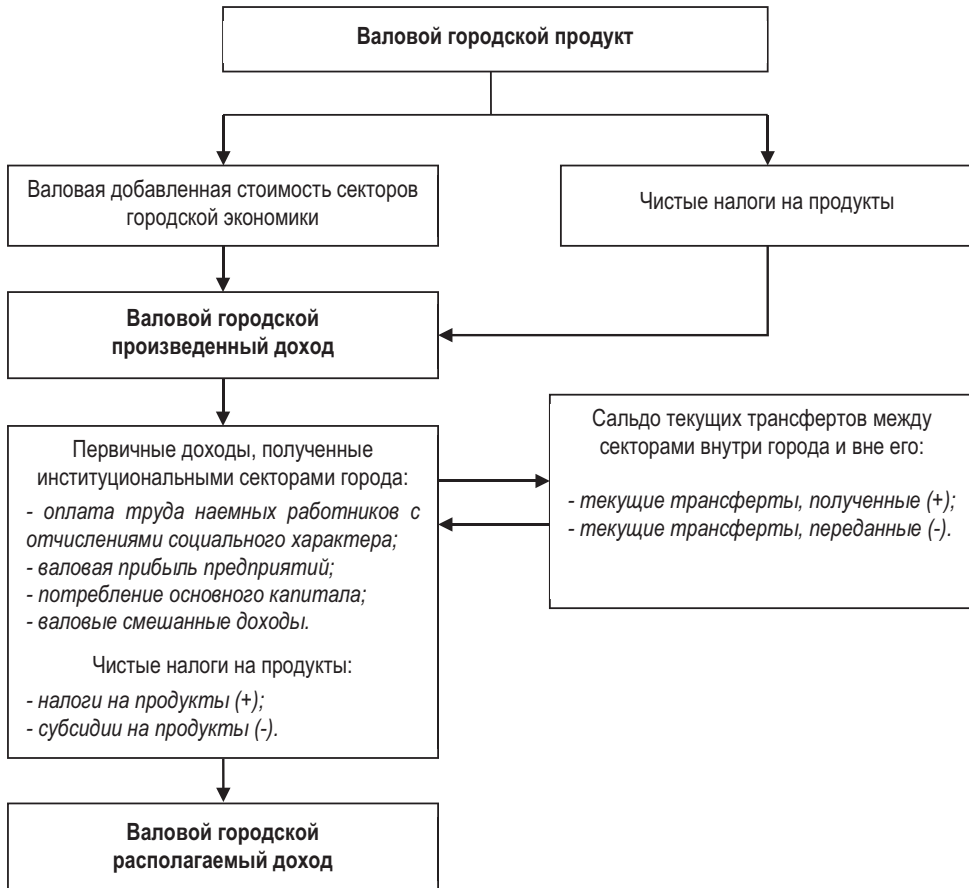 Валовой городской продукт
Валовая добавленная стоимость секторов
городской экономики
Чистые налоги на продукты
Валовой городской
произведенный доход
Первичные доходы, полученные
институциональными секторами города:
- оплата труда наемных работников с
отчислениями социального характера;
- валовая прибыль предприятий;
- потребление основного капитала;
- валовые смешанные доходы.
Чистые налоги на продукты:
- налоги на продукты (+);
- субсидии на продукты (-).
Сальдо текущих трансфертов между
секторами внутри города и вне его:
- текущие трансферты, полученные (+);
- текущие трансферты, переданные (-).
Валовой городской
располагаемый доход